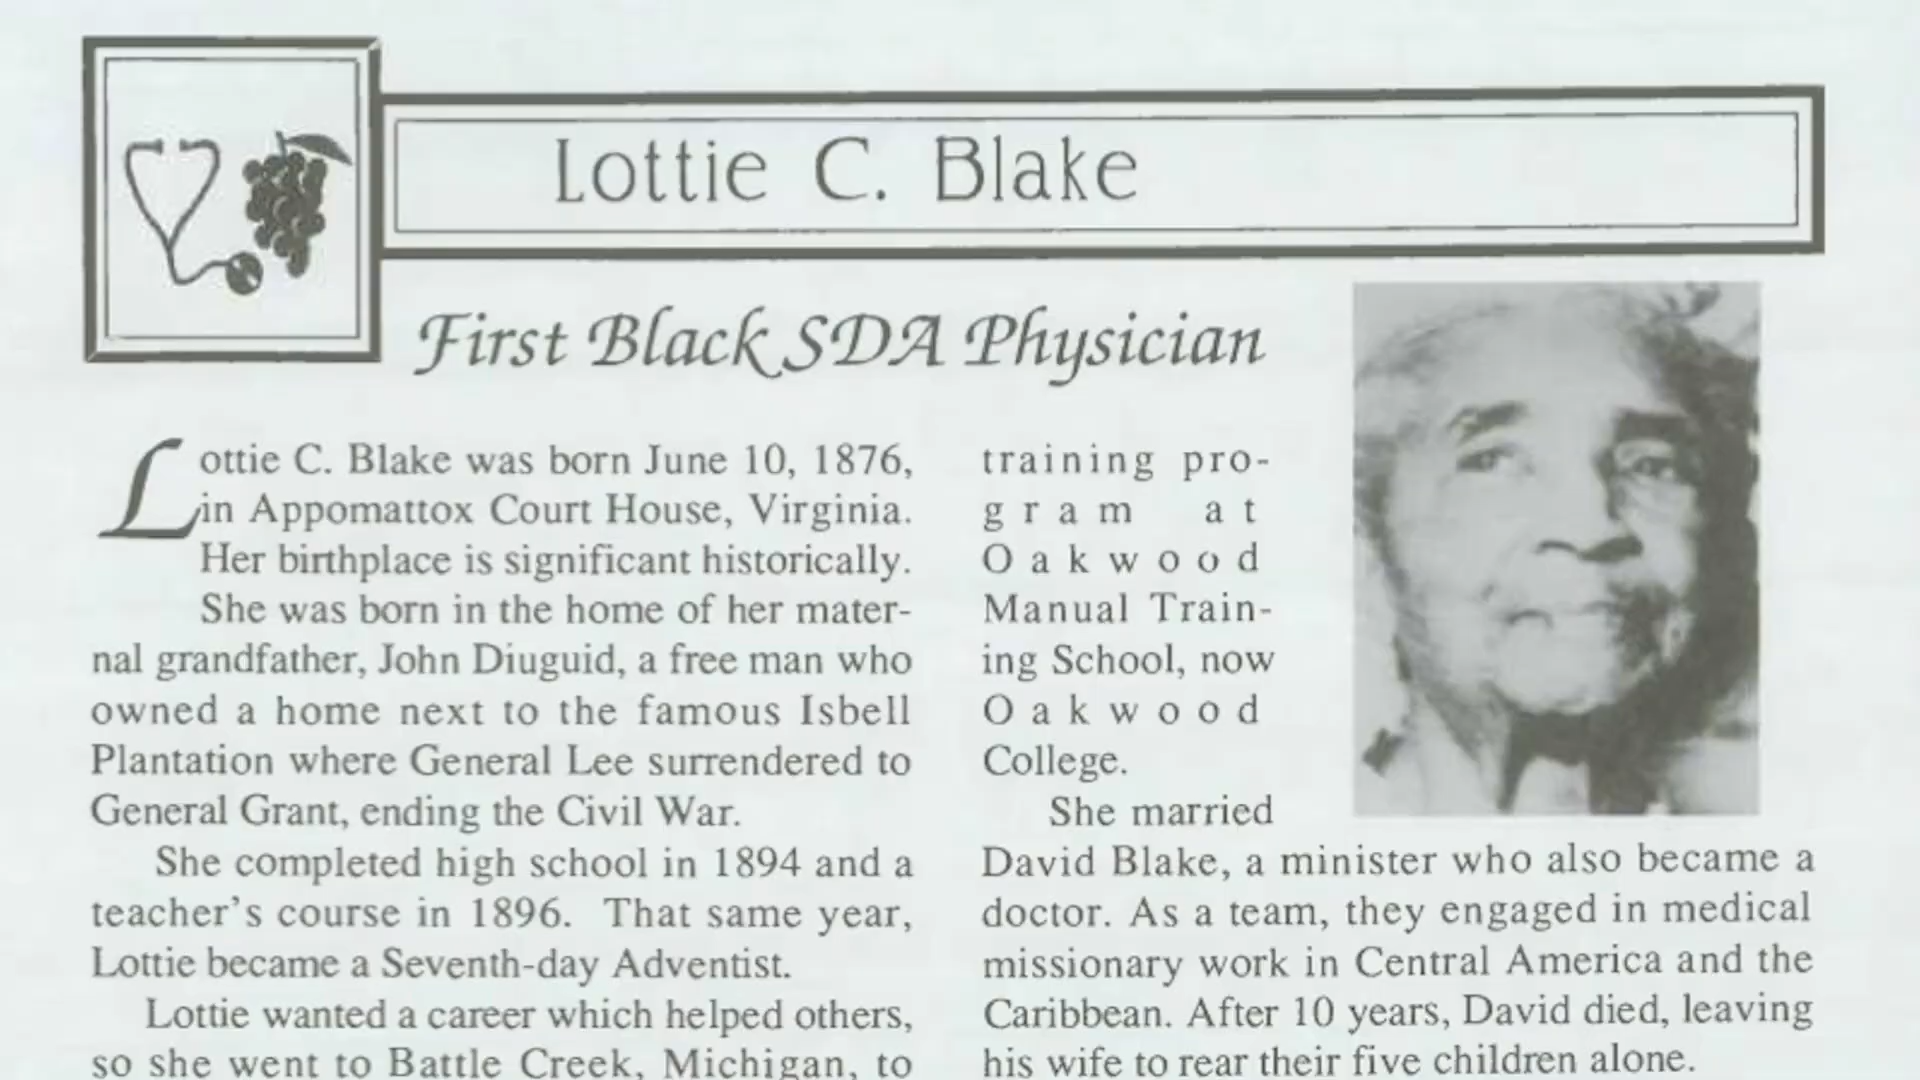 Lottie C. Blake
First Black SDA Physician
Lottie C. Blake was born June 10, 1876,
in Appomattox Court House, Virginia.
Her birthplace is significant historically.
She was born in the home of her mater-
nal grandfather, John Diuguid, a free man who
owned a home next to the famous Isbell
Plantation where General Lee surrendered to
General Grant, ending the Civil War.
She completed high school in 1894 and a
teacher's course in 1896. That same year,
Lottie became a Seventh-day Adventist.
Lottie wanted a career which helped others,
so she went to Battle Creek, Michigan, to
training pro-
gram at
Oakwood
Manual Train-
ing School, now
Oakwood
College.
She married
David Blake, a minister who also became a
doctor. As a team, they engaged in medical
missionary work in Central America and the
Caribbean. After 10 years, David died, leaving
his wife to rear their five children alone.